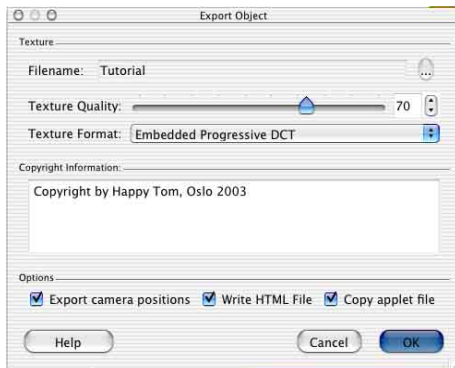 Export Object
Texture
Filename: Tutorial ...
Texture Quality: 70
Texture Format: Embedded Progressive DCT
Copyright Information:
Copyright by Happy Tom, Oslo 2003
Options
Export camera positions Write HTML File Copy applet file
Help Cancel OK